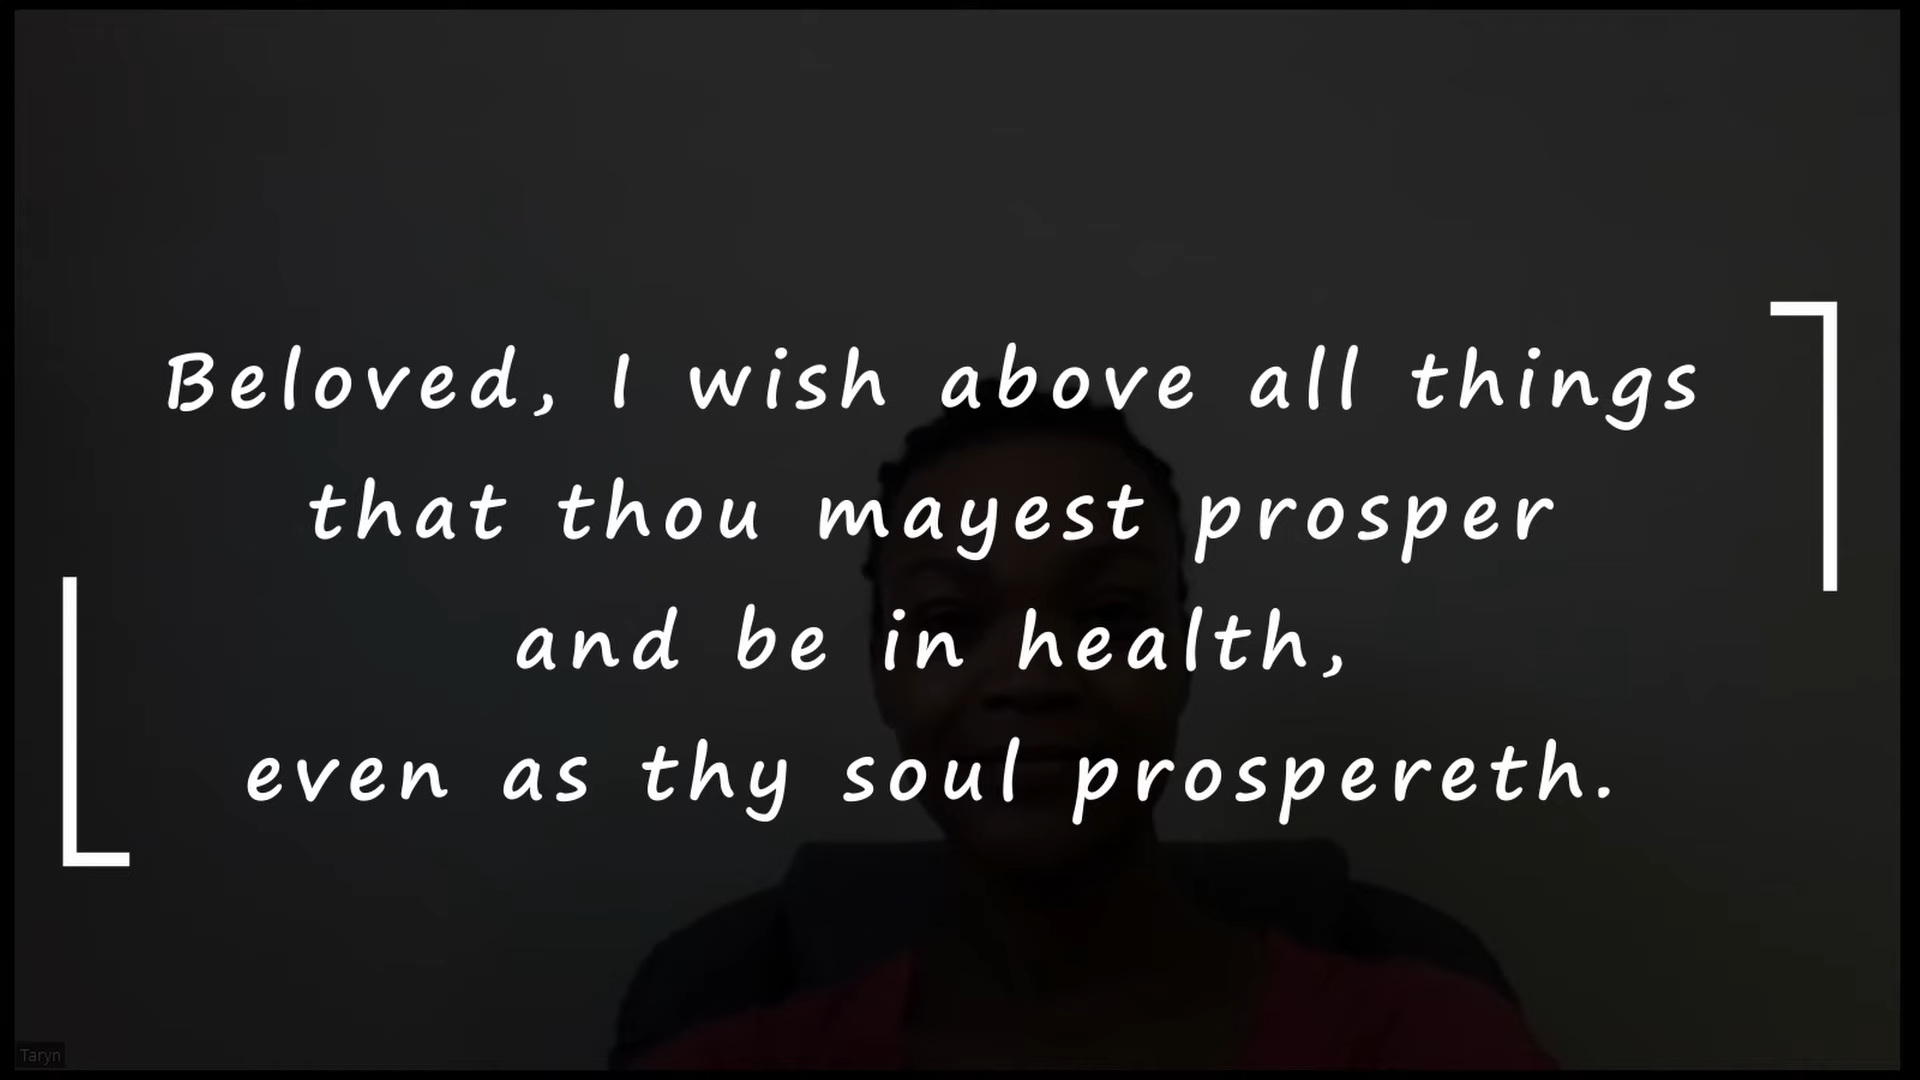 Beloved, I wish above all things
that thou mayest prosper
and be in health,
even as thy soul prospereth.
Taryn